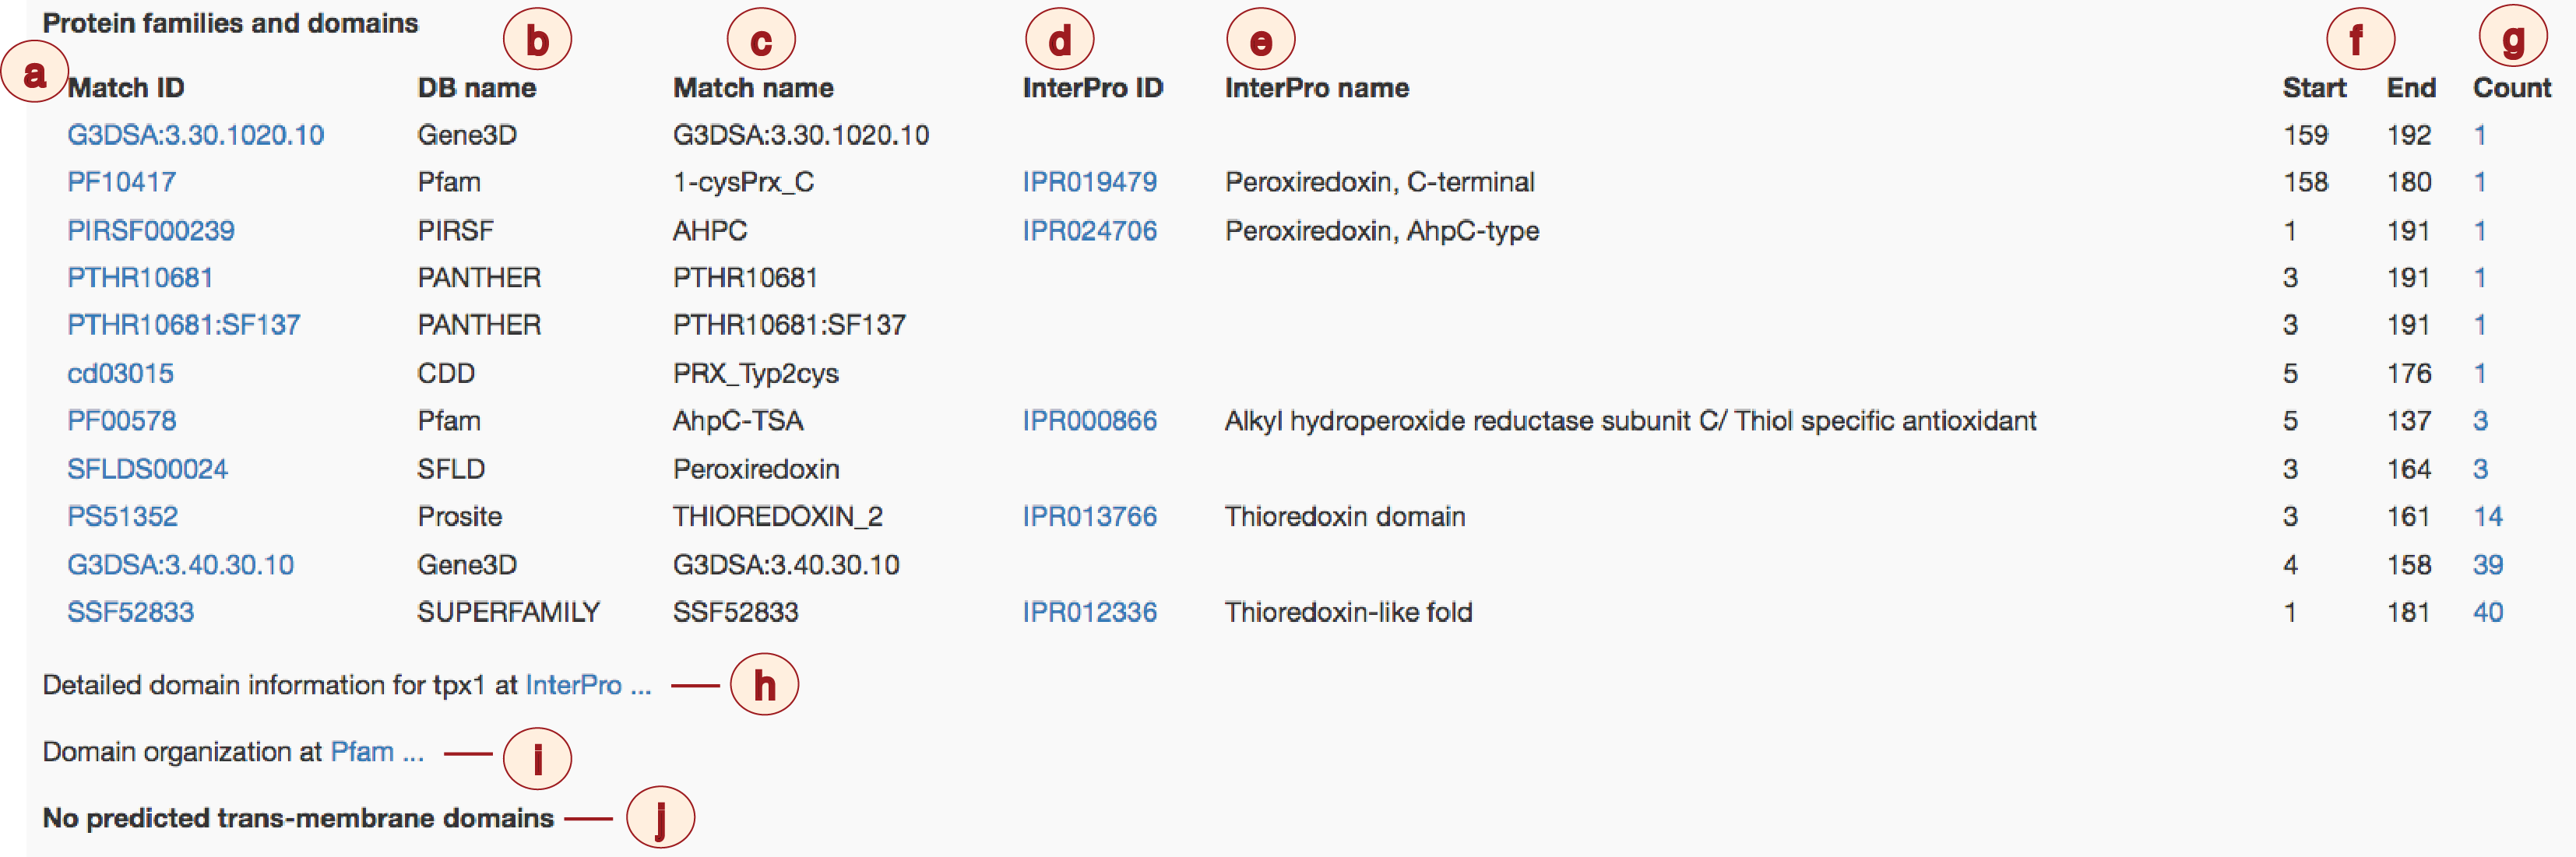 Protein families and domains
a b c d e f g
Match ID DB name Match name InterPro ID InterPro name Start End Count
G3DSA:3.30.1020.10 Gene3D G3DSA:3.30.1020.10 159 192 1
PF10417 Pfam 1-cysPrx_C IPR019479 Peroxiredoxin, C-terminal 158 180 1
PIRSF000239 PIRSF AHPC IPR024706 Peroxiredoxin, AhpC-type 1 191 1
PTHR10681 PANTHER PTHR10681 3 191 1
PTHR10681:SF137 PANTHER PTHR10681:SF137 3 191 1
cd03015 CDD PRX_Typ2cys 5 176 1
PF00578 Pfam AhpC-TSA IPR000866 Alkyl hydroperoxide reductase subunit C/ Thiol specific antioxidant 5 137 3
SFLDS00024 SFLD Peroxiredoxin 3 164 3
PS51352 Prosite THIOREDOXIN_2 IPR013766 Thioredoxin domain 3 161 14
G3DSA:3.40.30.10 Gene3D G3DSA:3.40.30.10 4 158 39
SSF52833 SUPERFAMILY SSF52833 IPR012336 Thioredoxin-like fold 1 181 40
Detailed domain information for tpx1 at InterPro ... h
Domain organization at Pfam ... i
No predicted trans-membrane domains j